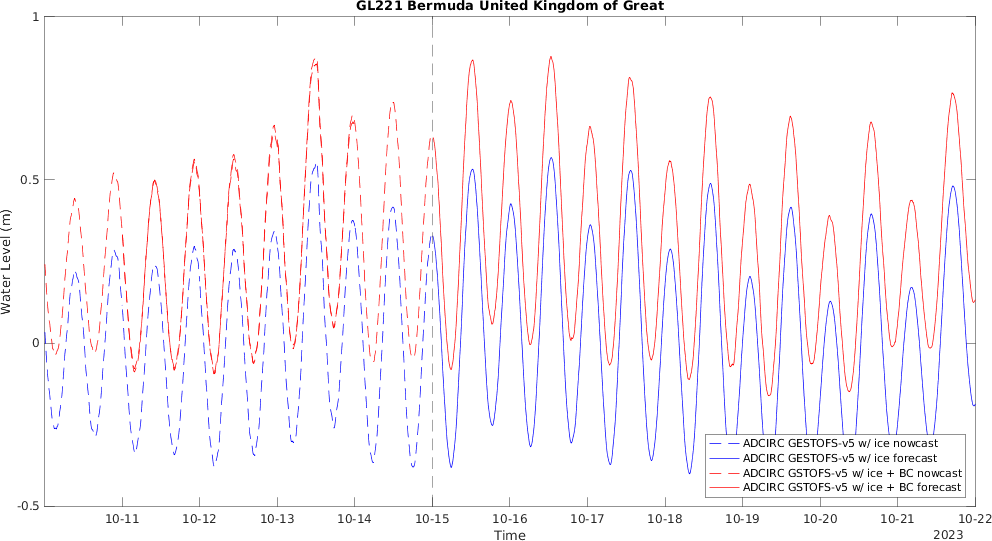 GL221 Bermuda United Kingdom of Great
1
0.5
0
-0.5
Water Level (m)
10-11
10-12
10-13
10-14
10-15
10-16
10-17
10-18
10-19
10-20
10-21
10-22
Time
2023
ADCIRC GESTOFS-v5 w/ ice nowcast
ADCIRC GESTOFS-v5 w/ ice forecast
ADCIRC GSTOFS-v5 w/ ice + BC nowcast
ADCIRC GSTOFS-v5 w/ ice + BC forecast